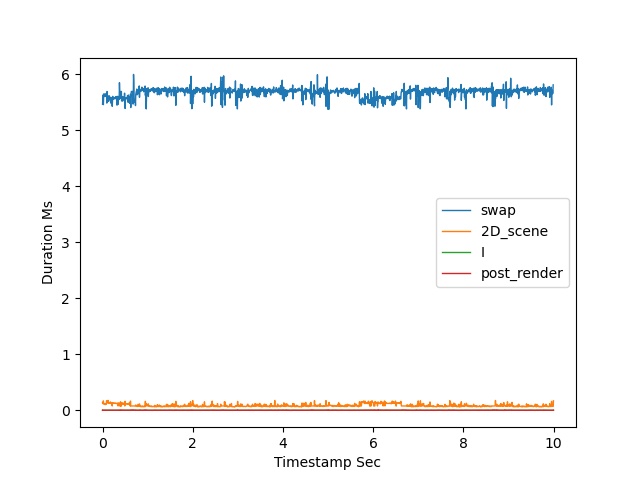 6
5
4
3
2
1
0
Duration Ms
swap
2D_scene
I
post_render
0 2 4 6 8 10
Timestamp Sec